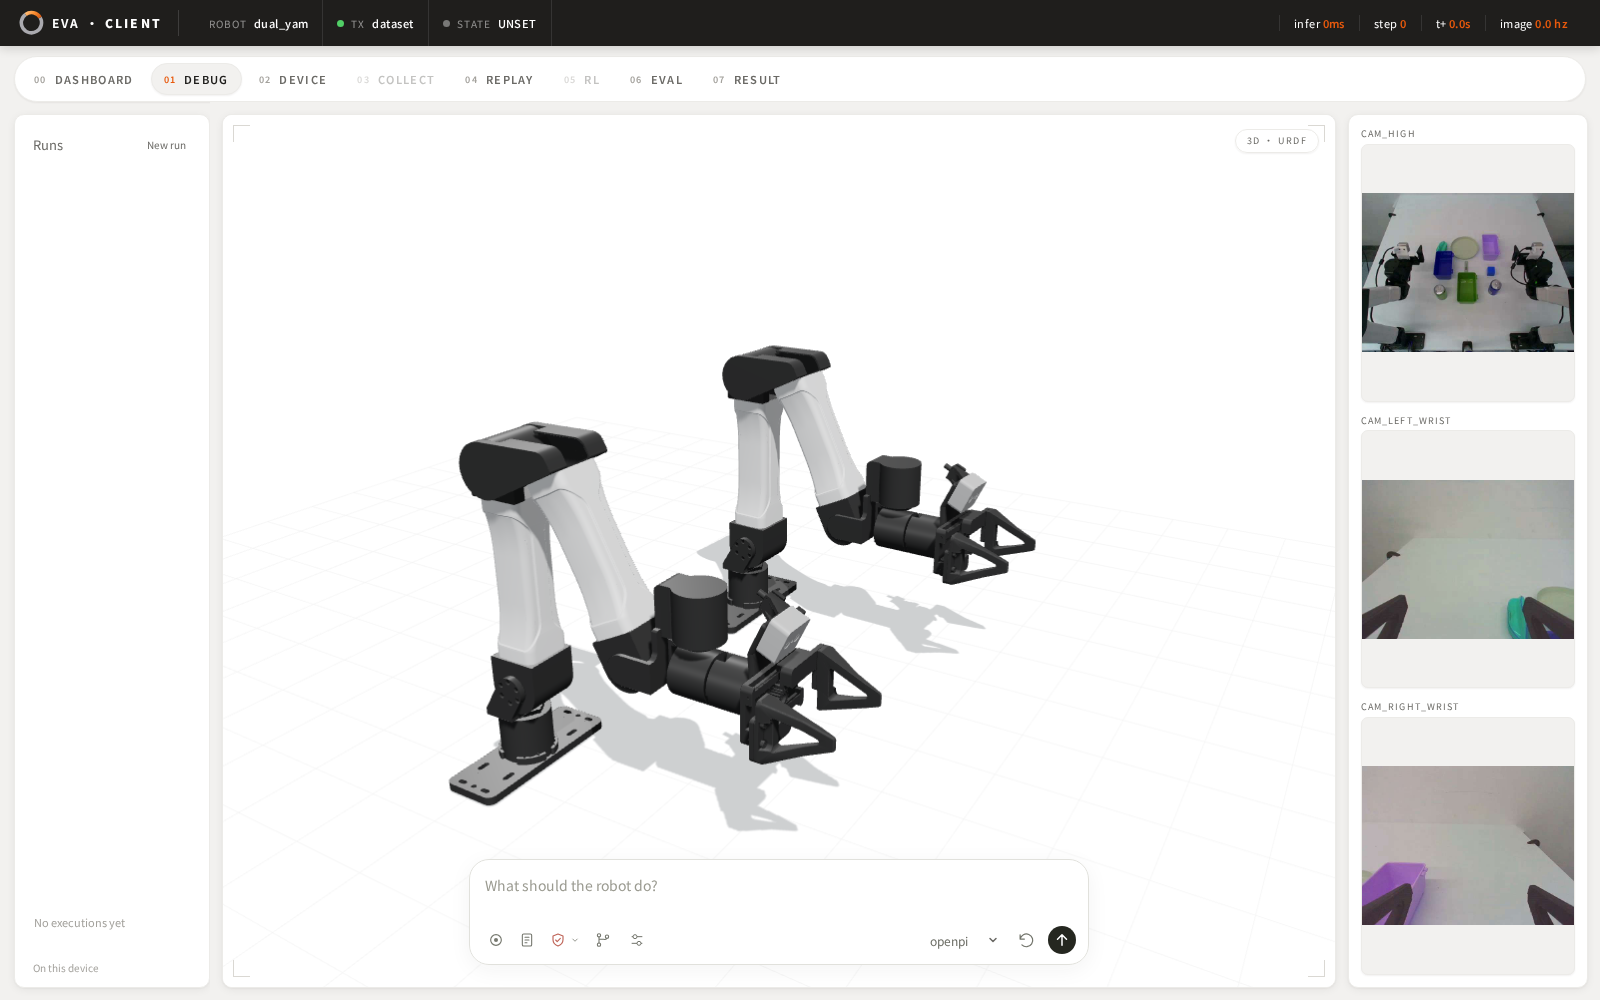 EVA · CLIENT
ROBOT dual_yam
TX dataset
STATE UNSET
infer 0ms
step 0
t+ 0.0s
image 0.0 hz
00 DASHBOARD
01 DEBUG
02 DEVICE
03 COLLECT
04 REPLAY
05 RL
06 EVAL
07 RESULT
Runs
New run
No executions yet
On this device
3D · URDF
What should the robot do?
openpi
CAM_HIGH
CAM_LEFT_WRIST
CAM_RIGHT_WRIST